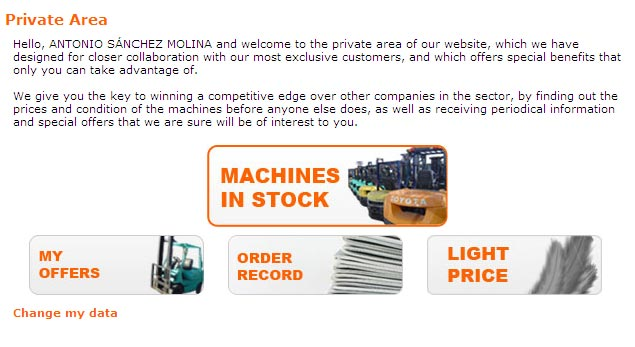 Private Area
Hello, ANTONIO SÁNCHEZ MOLINA and welcome to the private area of our website, which we have
designed for closer collaboration with our most exclusive customers, and which offers special benefits that
only you can take advantage of.
We give you the key to winning a competitive edge over other companies in the sector, by finding out the
prices and condition of the machines before anyone else does, as well as receiving periodical information
and special offers that we are sure will be of interest to you.
MACHINES
IN STOCK
TOYOTA
MY
OFFERS
ORDER
RECORD
LIGHT
PRICE
Change my data